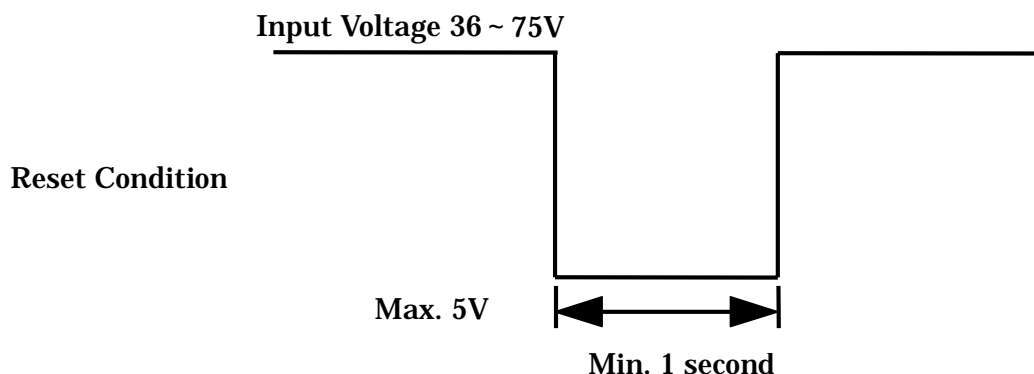 Input Voltage 36 ~ 75V
Reset Condition
Max. 5V
Min. 1 second